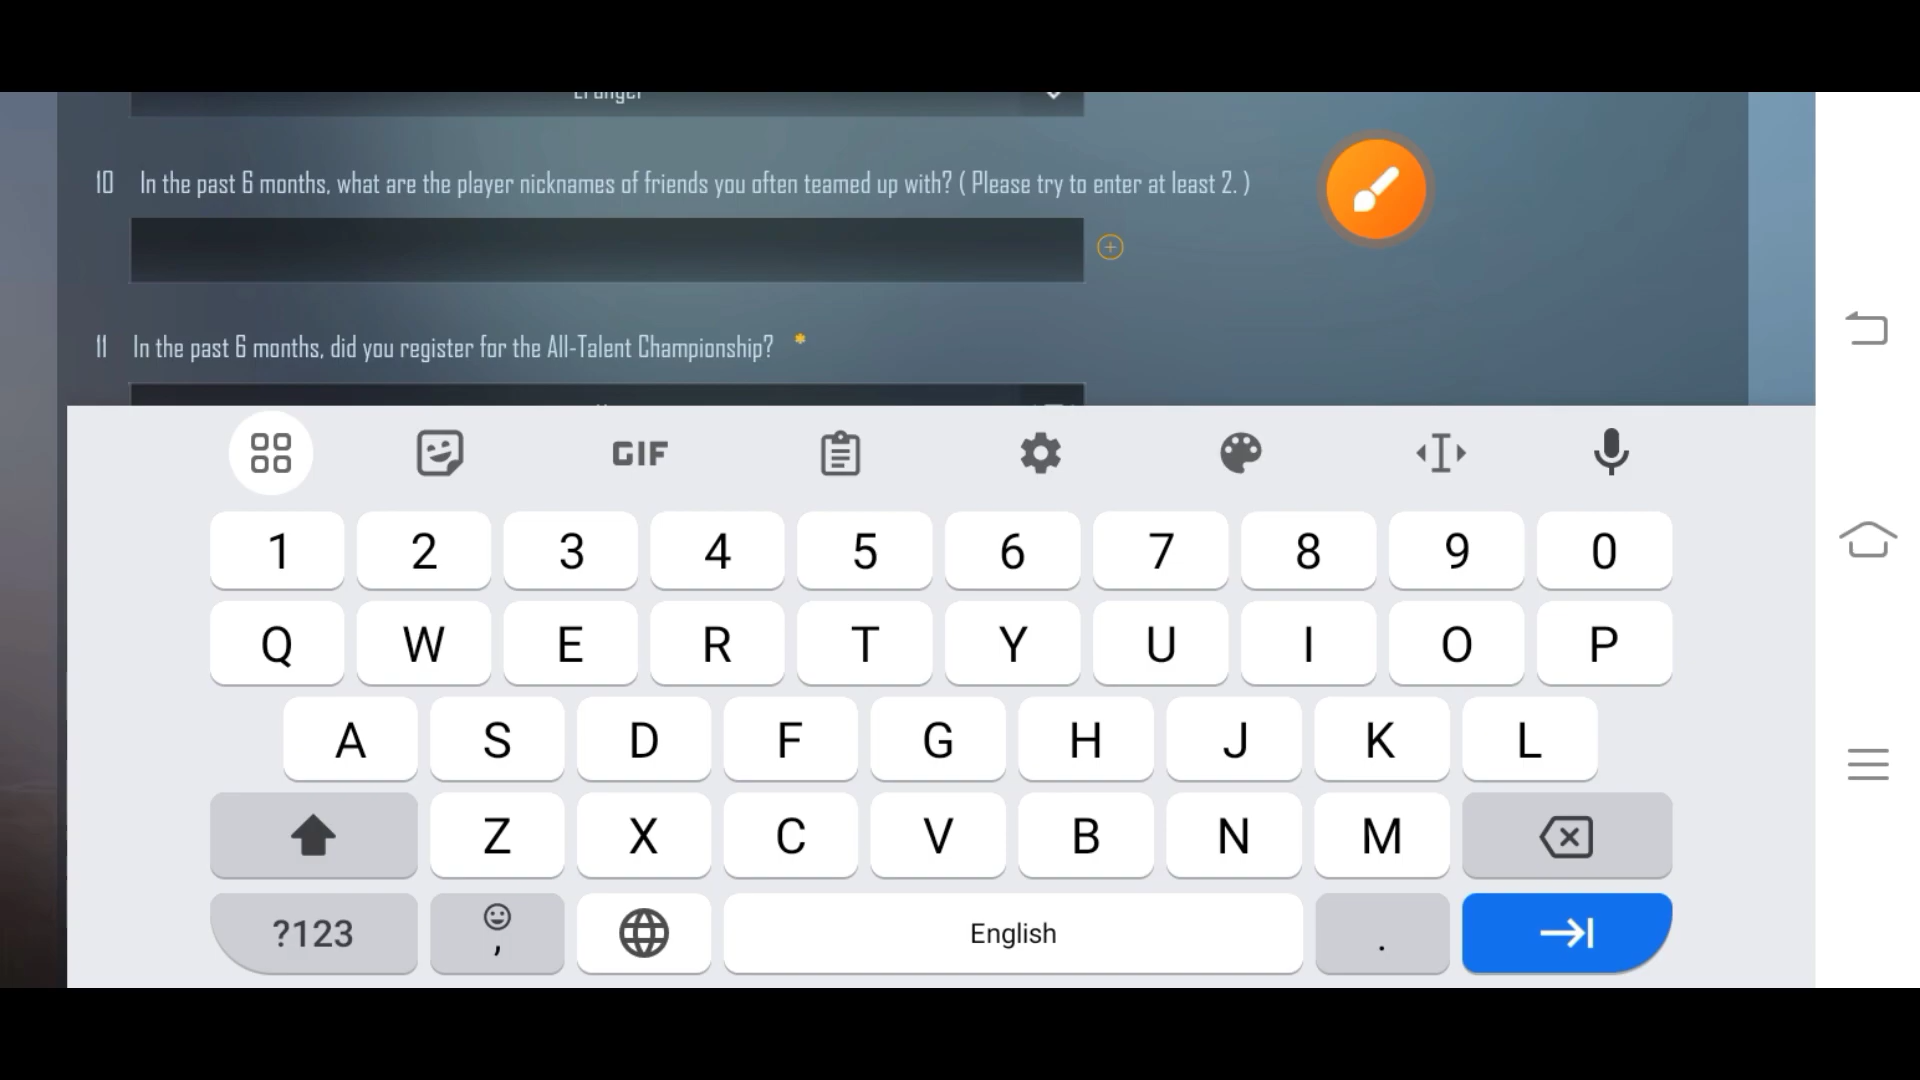 10 In the past 6 months, what are the player nicknames of friends you often teamed up with? ( Please try to enter at least 2. )
11 In the past 6 months, did you register for the All-Talent Championship? *
GIF
1 2 3 4 5 6 7 8 9 0
Q W E R T Y U I O P
A S D F G H J K L
Z X C V B N M
?123 , English .